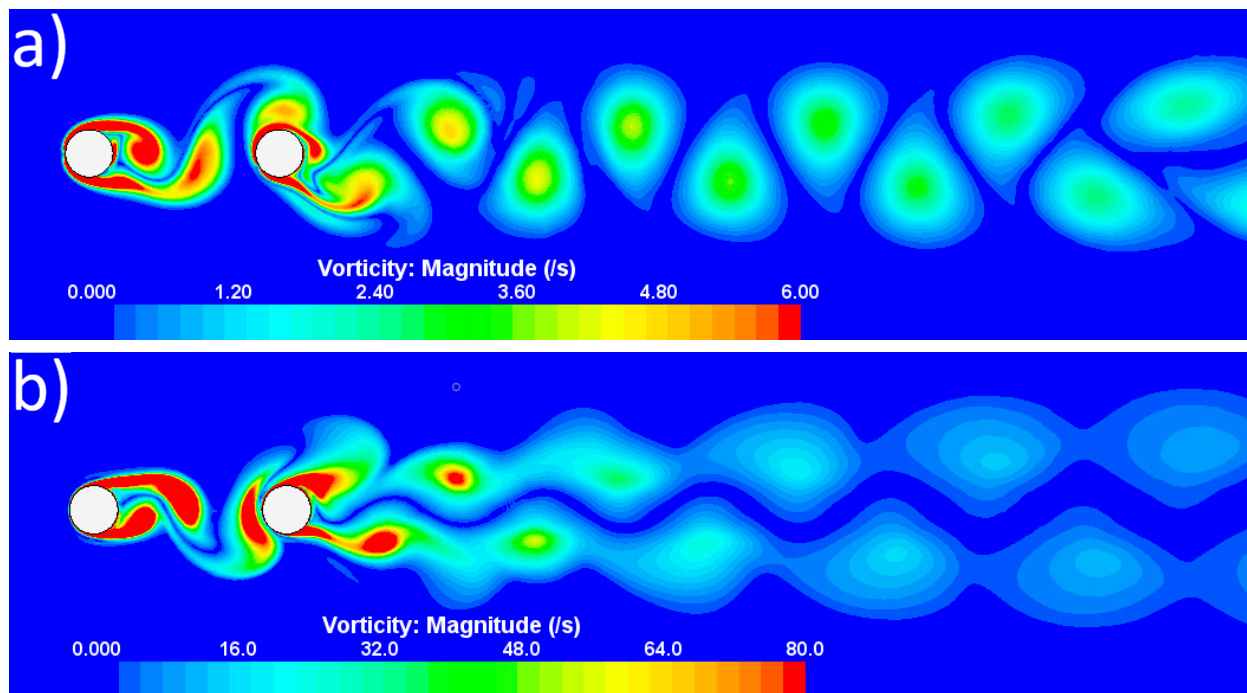 a)
Vorticity: Magnitude (/s)
0.000 1.20 2.40 3.60 4.80 6.00
b)
Vorticity: Magnitude (/s)
0.000 16.0 32.0 48.0 64.0 80.0